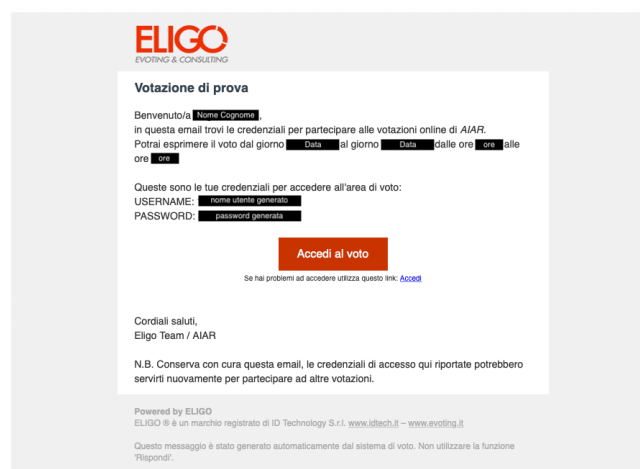 ELIGO
EVOTING & CONSULTING
Votazione di prova
Benvenuto/a Nome Cognome,
in questa email trovi le credenziali per partecipare alle votazioni online di AIAR.
Potrai esprimere il voto dal giorno Data al giorno Data dalle ore ore alle
ore ore
Queste sono le tue credenziali per accedere all'area di voto:
USERNAME: nome utente generato
PASSWORD: password generata
Accedi al voto
Se hai problemi ad accedere utilizza questo link: Accedi
Cordiali saluti,
Eligo Team / AIAR
N.B. Conserva con cura questa email, le credenziali di accesso qui riportate potrebbero
servirti nuovamente per partecipare ad altre votazioni.
Powered by ELIGO
ELIGO ® è un marchio registrato di ID Technology S.r.l. www.idtech.it – www.evoting.it
Questo messaggio è stato generato automaticamente dal sistema di voto. Non utilizzare la funzione
'Rispondi'.